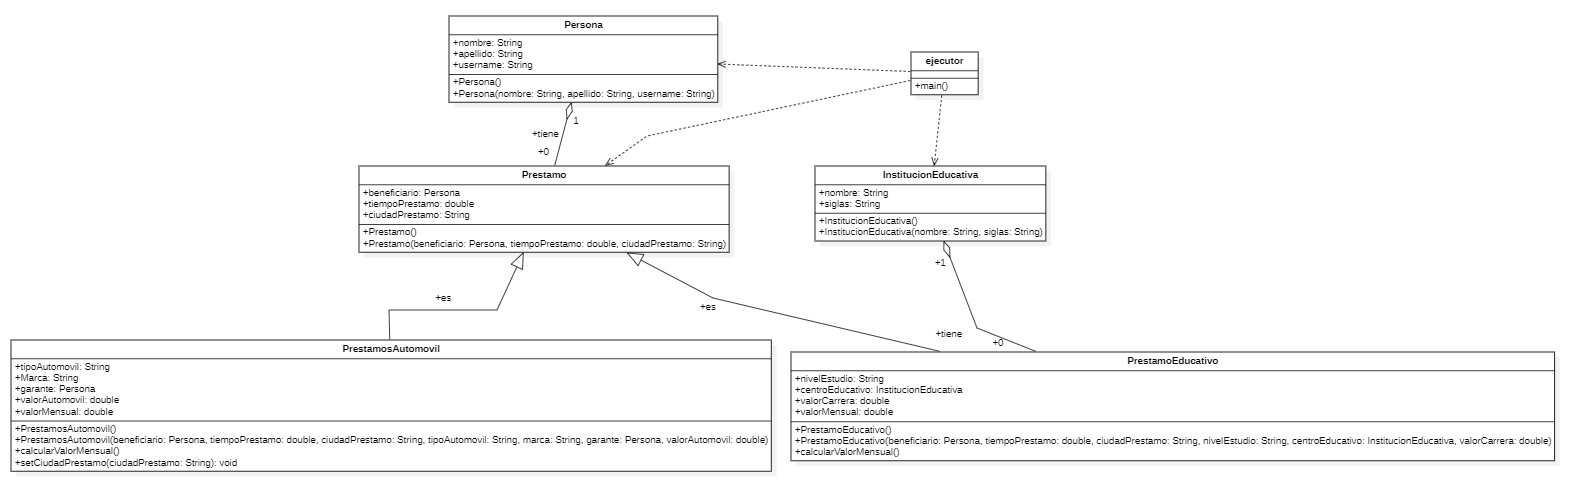 Persona
+nombre: String
+apellido: String
+username: String
+Persona()
+Persona(nombre: String, apellido: String, username: String)
ejecutor
+main()
1
+tiene
+0
Prestamo
+beneficiario: Persona
+tiempoPrestamo: double
+ciudadPrestamo: String
+Prestamo()
+Prestamo(beneficiario: Persona, tiempoPrestamo: double, ciudadPrestamo: String)
InstitucionEducativa
+nombre: String
+siglas: String
+InstitucionEducativa()
+InstitucionEducativa(nombre: String, siglas: String)
+1
+es
+es
+tiene
+0
PrestamosAutomovil
+tipoAutomovil: String
+Marca: String
+garante: Persona
+valorAutomovil: double
+valorMensual: double
+PrestamosAutomovil()
+PrestamosAutomovil(beneficiario: Persona, tiempoPrestamo: double, ciudadPrestamo: String, tipoAutomovil: String, marca: String, garante: Persona, valorAutomovil: double)
+calcularValorMensual()
+setCiudadPrestamo(ciudadPrestamo: String): void
PrestamoEducativo
+nivelEstudio: String
+centroEducativo: InstitucionEducativa
+valorCarrera: double
+valorMensual: double
+PrestamoEducativo()
+PrestamoEducativo(beneficiario: Persona, tiempoPrestamo: double, ciudadPrestamo: String, nivelEstudio: String, centroEducativo: InstitucionEducativa, valorCarrera: double)
+calcularValorMensual()